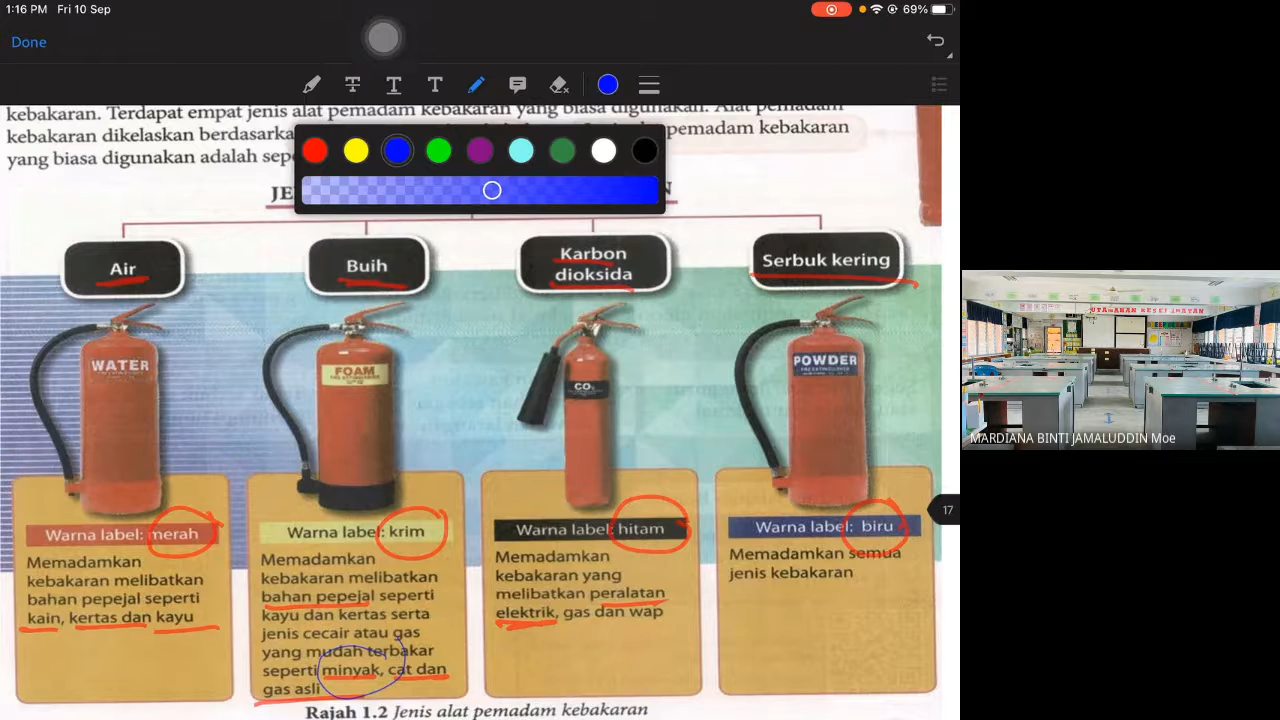 1:16 PM Fri 10 Sep
69%
Done
kebakaran. Terdapat empat jenis alat pemadam kebakaran yang biasa digunakan. Alat pemadam
kebakaran dikelaskan berdasarka pemadam kebakaran
yang biasa digunakan adalah sepe
JE N
Air
Buih
Karbon
dioksida
Serbuk kering
WATER
FOAM
CO₂
POWDER
Warna label: merah
Memadamkan
kebakaran melibatkan
bahan pepejal seperti
kain, kertas dan kayu
Warna label: krim
Memadamkan
kebakaran melibatkan
bahan pepejal seperti
kayu dan kertas serta
jenis cecair atau gas
yang mudah terbakar
seperti minyak, cat dan
gas asli
Warna label: hitam
Memadamkan
kebakaran yang
melibatkan peralatan
elektrik, gas dan wap
Warna label: biru
Memadamkan semua
jenis kebakaran
17
Rajah 1.2 Jenis alat pemadam kebakaran
UTAMAKAN KESELAMATAN
MARDIANA BINTI JAMALUDDIN Moe